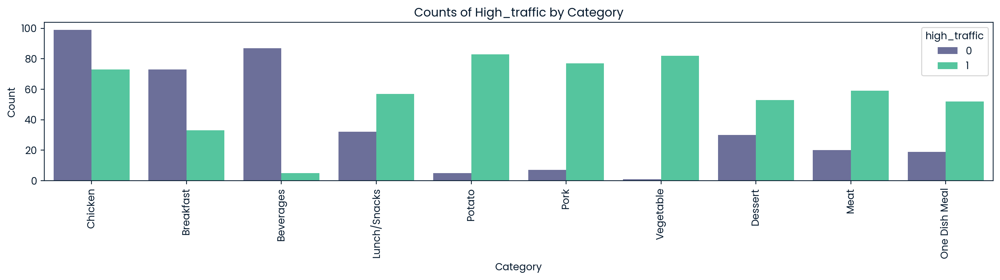 Counts of High_traffic by Category
high_traffic
0
1
Count
100
80
60
40
20
0
Chicken
Breakfast
Beverages
Lunch/Snacks
Potato
Pork
Vegetable
Dessert
Meat
One Dish Meal
Category